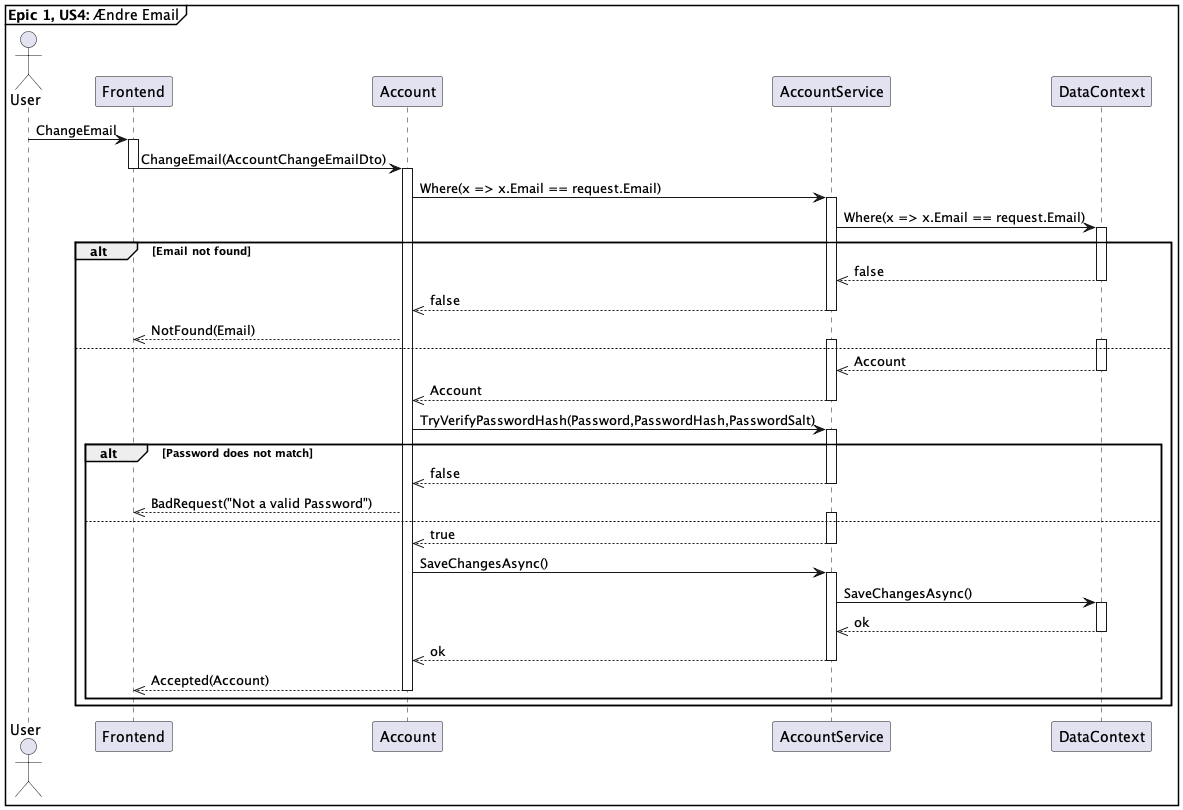 Epic 1, US4: Ændre Email
User
Frontend
Account
AccountService
DataContext
ChangeEmail
ChangeEmail(AccountChangeEmailDto)
Where(x => x.Email == request.Email)
Where(x => x.Email == request.Email)
alt
[Email not found]
false
false
NotFound(Email)
Account
Account
TryVerifyPasswordHash(Password,PasswordHash,PasswordSalt)
alt
[Password does not match]
false
BadRequest("Not a valid Password")
true
SaveChangesAsync()
SaveChangesAsync()
ok
ok
Accepted(Account)
User
Frontend
Account
AccountService
DataContext